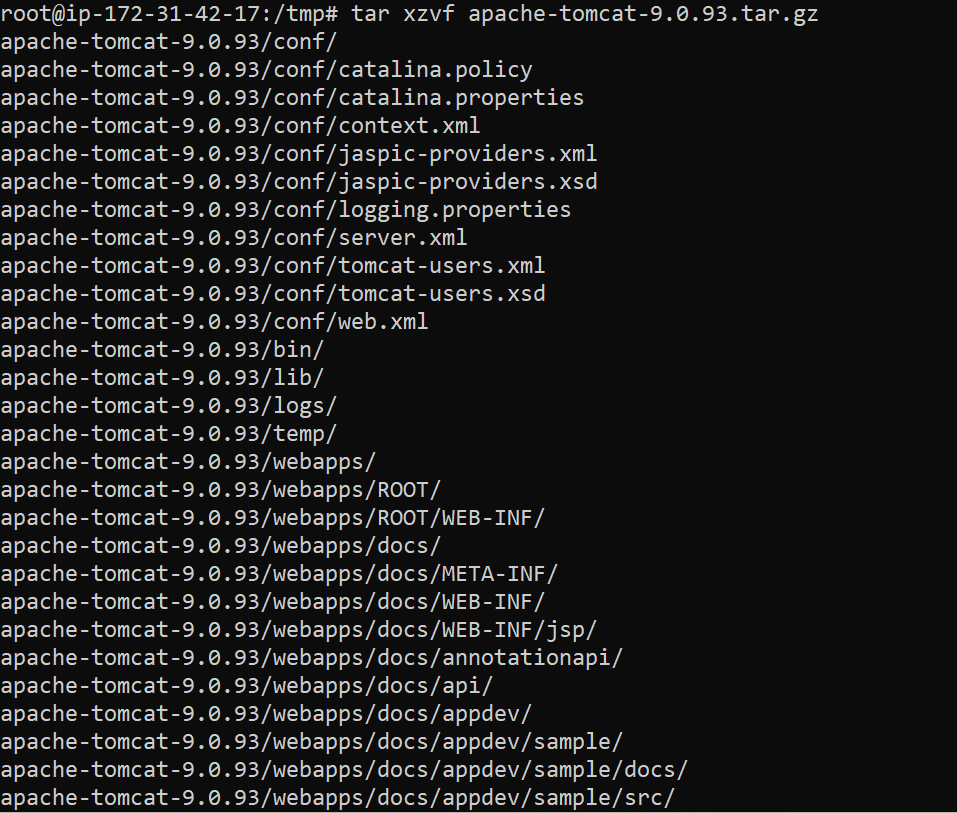 root@ip-172-31-42-17:/tmp# tar xzvf apache-tomcat-9.0.93.tar.gz
apache-tomcat-9.0.93/conf/
apache-tomcat-9.0.93/conf/catalina.policy
apache-tomcat-9.0.93/conf/catalina.properties
apache-tomcat-9.0.93/conf/context.xml
apache-tomcat-9.0.93/conf/jaspic-providers.xml
apache-tomcat-9.0.93/conf/jaspic-providers.xsd
apache-tomcat-9.0.93/conf/logging.properties
apache-tomcat-9.0.93/conf/server.xml
apache-tomcat-9.0.93/conf/tomcat-users.xml
apache-tomcat-9.0.93/conf/tomcat-users.xsd
apache-tomcat-9.0.93/conf/web.xml
apache-tomcat-9.0.93/bin/
apache-tomcat-9.0.93/lib/
apache-tomcat-9.0.93/logs/
apache-tomcat-9.0.93/temp/
apache-tomcat-9.0.93/webapps/
apache-tomcat-9.0.93/webapps/ROOT/
apache-tomcat-9.0.93/webapps/ROOT/WEB-INF/
apache-tomcat-9.0.93/webapps/docs/
apache-tomcat-9.0.93/webapps/docs/META-INF/
apache-tomcat-9.0.93/webapps/docs/WEB-INF/
apache-tomcat-9.0.93/webapps/docs/WEB-INF/jsp/
apache-tomcat-9.0.93/webapps/docs/annotationapi/
apache-tomcat-9.0.93/webapps/docs/api/
apache-tomcat-9.0.93/webapps/docs/appdev/
apache-tomcat-9.0.93/webapps/docs/appdev/sample/
apache-tomcat-9.0.93/webapps/docs/appdev/sample/docs/
apache-tomcat-9.0.93/webapps/docs/appdev/sample/src/